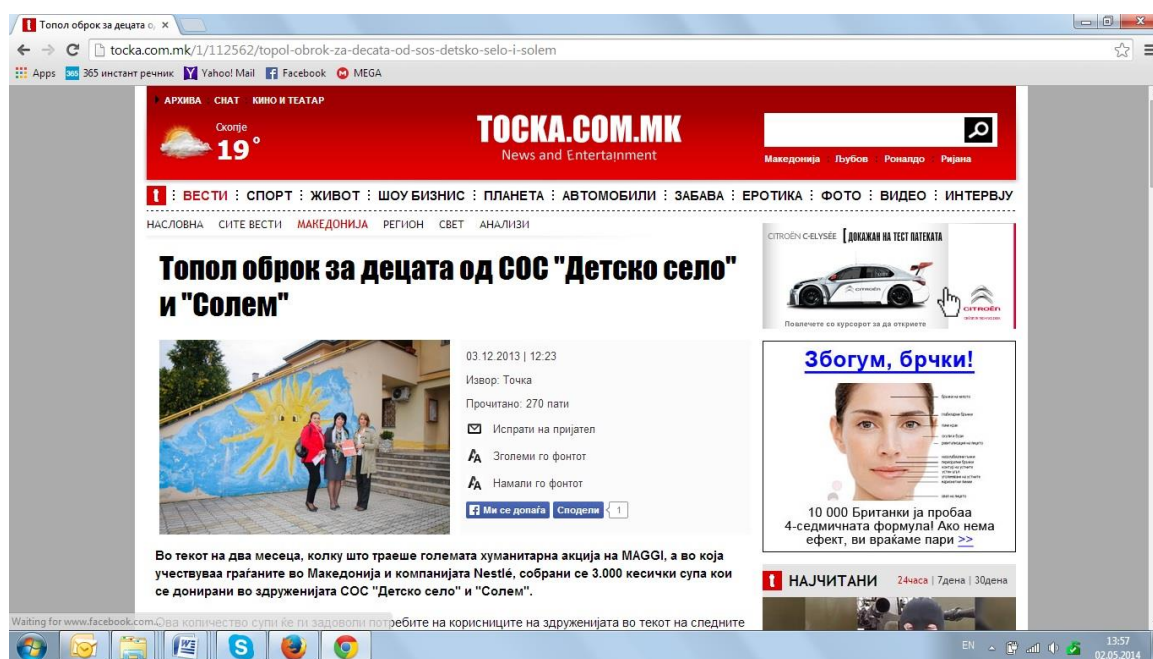 Топол оброк за децата о
tocka.com.mk/1/112562/topol-obrok-za-decata-od-sos-detsko-selo-i-solem
Apps 365 инстант речник Yahoo! Mail Facebook MEGA
АРХИВА ЧАТ КИНО И ТЕАТАР
Скопје
19°
TOCKA.COM.MK
News and Entertainment
Македонија Љубов Роналдо Ријана
ВЕСТИ СПОРТ ЖИВОТ ШОУ БИЗНИС ПЛАНЕТА АВТОМОБИЛИ ЗАБАВА ЕРОТИКА ФОТО ВИДЕО ИНТЕРВЈУ
НАСЛОВНА СИТЕ ВЕСТИ МАКЕДОНИЈА РЕГИОН СВЕТ АНАЛИЗИ
Топол оброк за децата од СОС "Детско село"
и "Солем"
03.12.2013 | 12:23
Извор: Точка
Прочитано: 270 пати
Испрати на пријател
Зголеми го фонтот
Намали го фонтот
Ми се допаѓа Сподели 1
Во текот на два месеца, колку што траеше големата хуманитарна акција на MAGGI, а во која
учествуваа граѓаните во Македонија и компанијата Nestlé, собрани се 3.000 кесички супа кои
се донирани во здруженијата СОС "Детско село" и "Солем".
Ова количество супи ќе ги задоволи потребите на корисниците на здруженијата во текот на следните
CITROËN C-ELYSÉE ДОКАЖАН НА ТЕСТ ПАТЕКАТА
Повлечете со курсорот за да откриете
CITROËN
Збогум, брчки!
10 000 Британки ја пробаа
4-седмичната формула! Ако нема
ефект, ви враќаме пари >>
НАЈЧИТАНИ 24часа | 7дена | 30дена
Waiting for www.facebook.com...
EN 13:57
02.05.2014